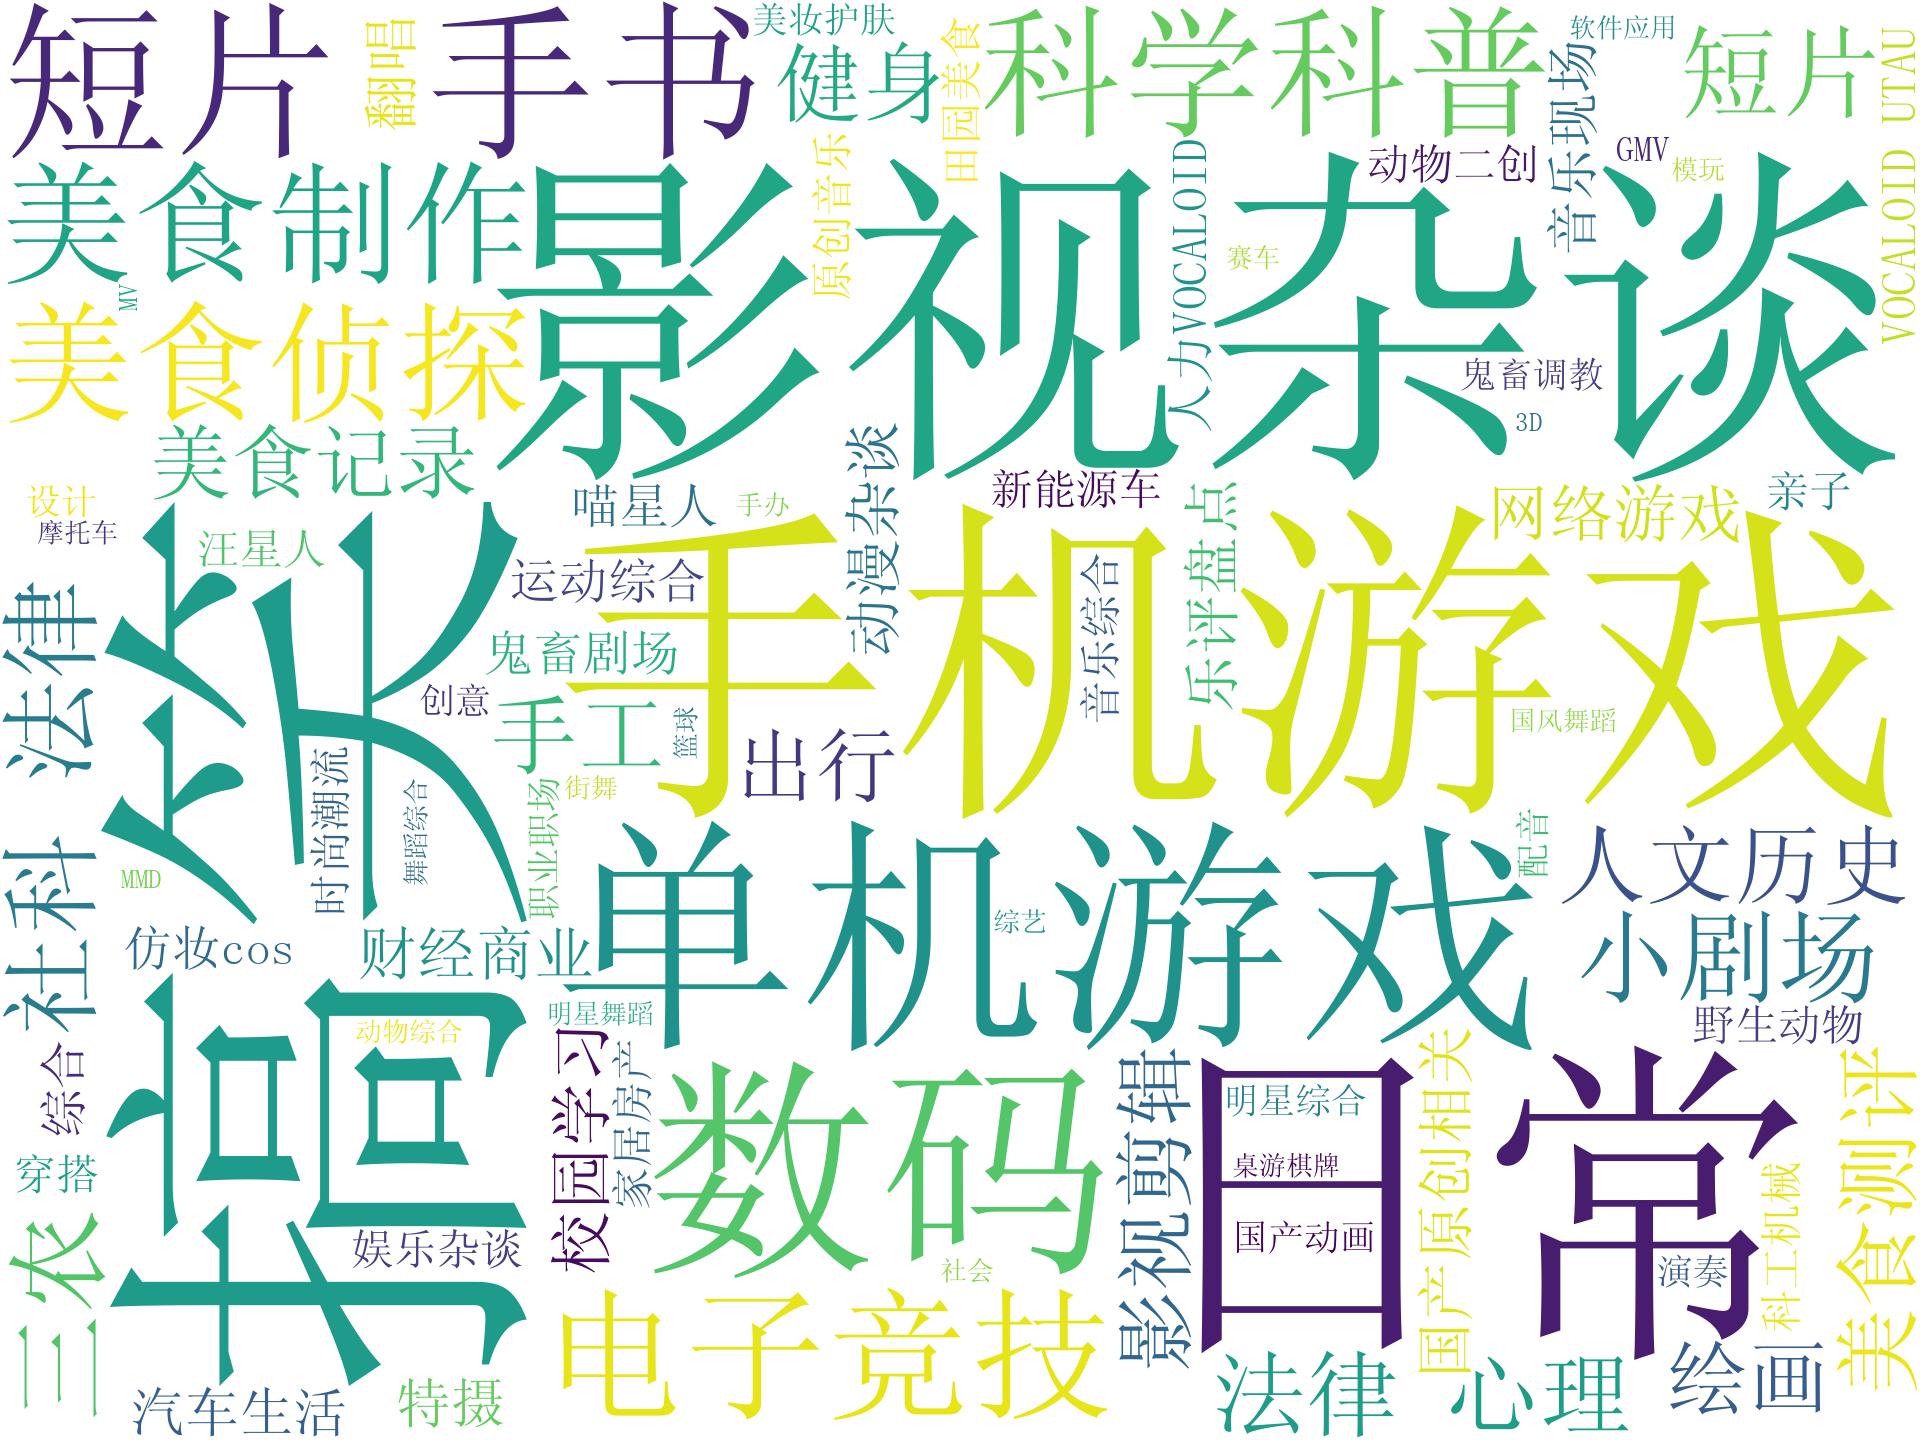 短片
翻唱
手书
美妆护肤
健身
田园美食
科学科普
软件应用
短片
VOCALOID UTAU
音乐现场
GMV
模玩
动物二创
美食制作
MV
影视杂谈
原创音乐
人力VOCALOID
赛车
鬼畜调教
3D
美食侦探
美食记录
设计
摩托车
汪星人
喵星人
手办
动漫杂谈
新能源车
乐评盘点
网络游戏
亲子
搞笑
手机游戏
运动综合
音乐综合
鬼畜剧场
创意
手工
篮球
出行
国风舞蹈
法律
时尚潮流
舞蹈综合
职业职场
街舞
单机游戏
配音
人文历史
社科
MMD
仿妆cos
财经商业
综艺
小剧场
野生动物
综合
动物综合
明星舞蹈
校园学习
家居房产
数码
影视剪辑
日常
明星综合
桌游棋牌
国产动画
国产原创相关
科工机械
演奏
美食测评
穿搭
三农
娱乐杂谈
社会
电子竞技
汽车生活
特摄
法律
心理
绘画